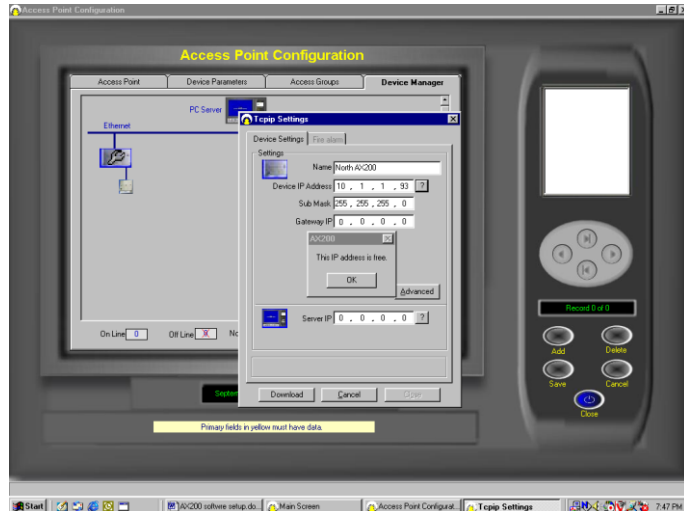 Access Point Configuration
Access Point Configuration
Access Point
Device Parameters
Access Groups
Device Manager
PC Server
Ethernet
Tcpip Settings
Device Settings
Fire alarm
Settings
Name North AX200
Device IP Address 10 . 1 . 1 . 93 ?
Sub Mask 255 . 255 . 255 . 0
Gateway IP 0 . 0 . 0 . 0
AX200
This IP address is free.
OK
Advanced
Server IP 0 . 0 . 0 . 0 ?
On Line 0
Off Line
Download
Cancel
Record 0 of 0
Add
Delete
Save
Cancel
Close
Primary fields in yellow must have data.
Start
AX200 softwre setup.do...
Main Screen
Access Point Configurat...
Tcpip Settings
7:47 PM